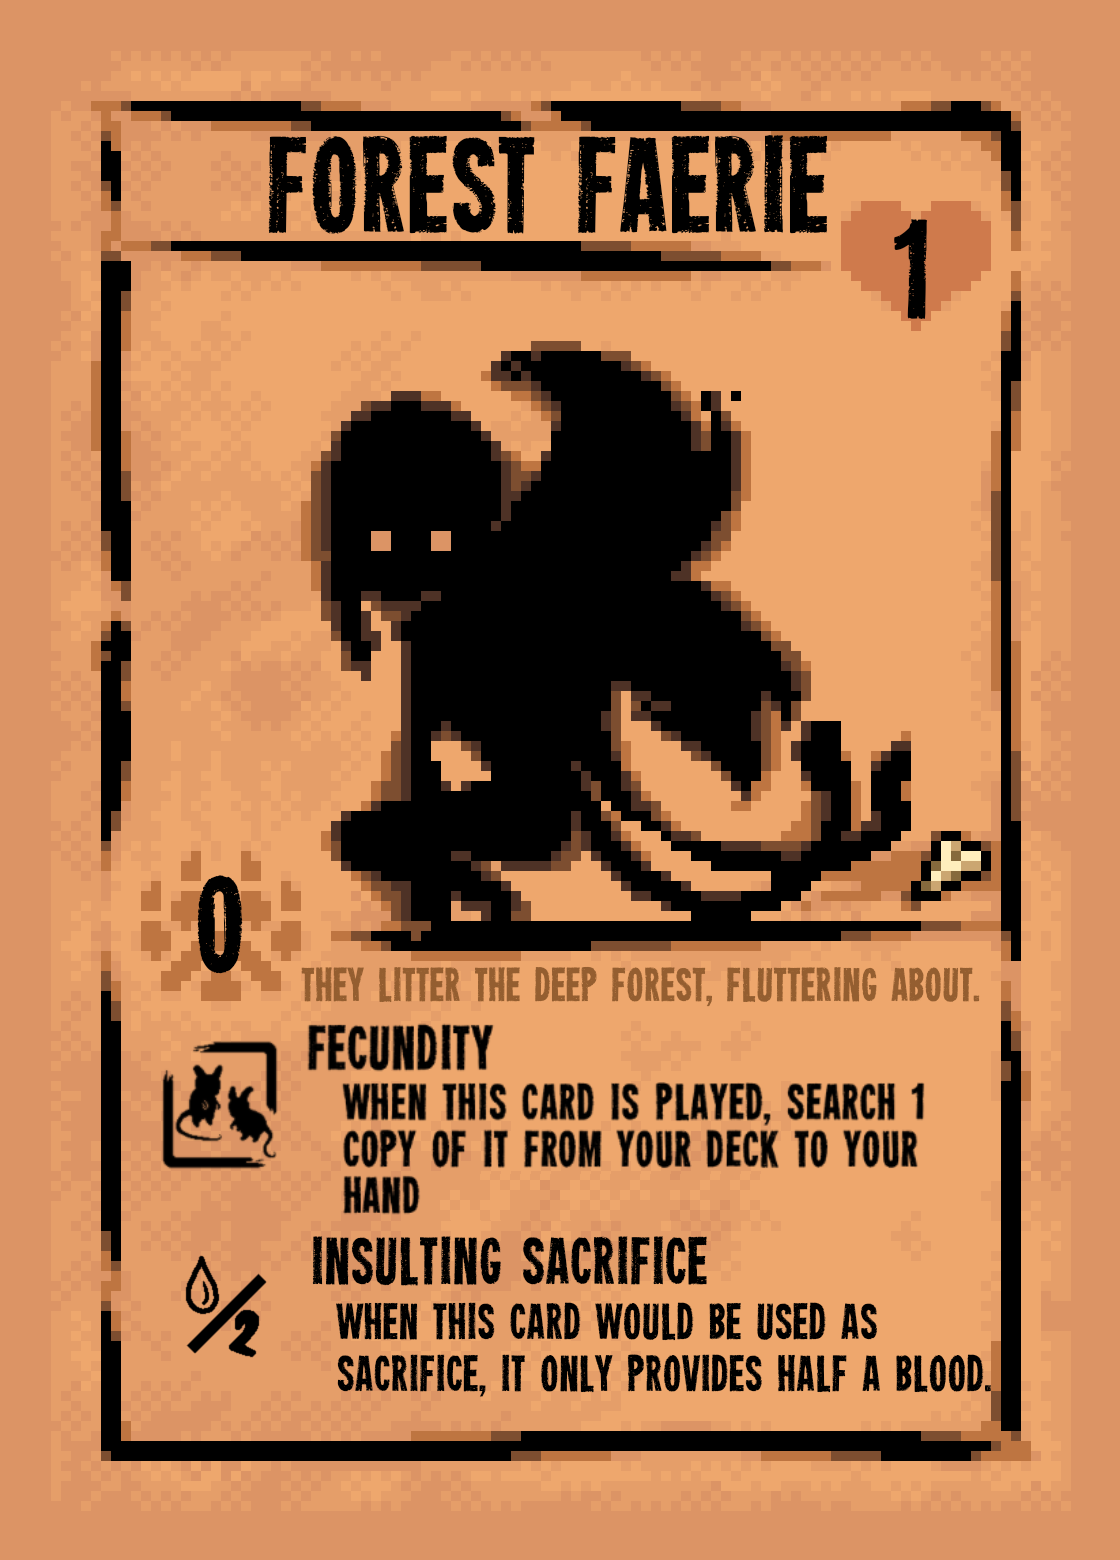 FOREST FAERIE
1
0
THEY LITTER THE DEEP FOREST, FLUTTERING ABOUT.
FECUNDITY
WHEN THIS CARD IS PLAYED, SEARCH 1
COPY OF IT FROM YOUR DECK TO YOUR
HAND
INSULTING SACRIFICE
WHEN THIS CARD WOULD BE USED AS
SACRIFICE, IT ONLY PROVIDES HALF A BLOOD.
/2